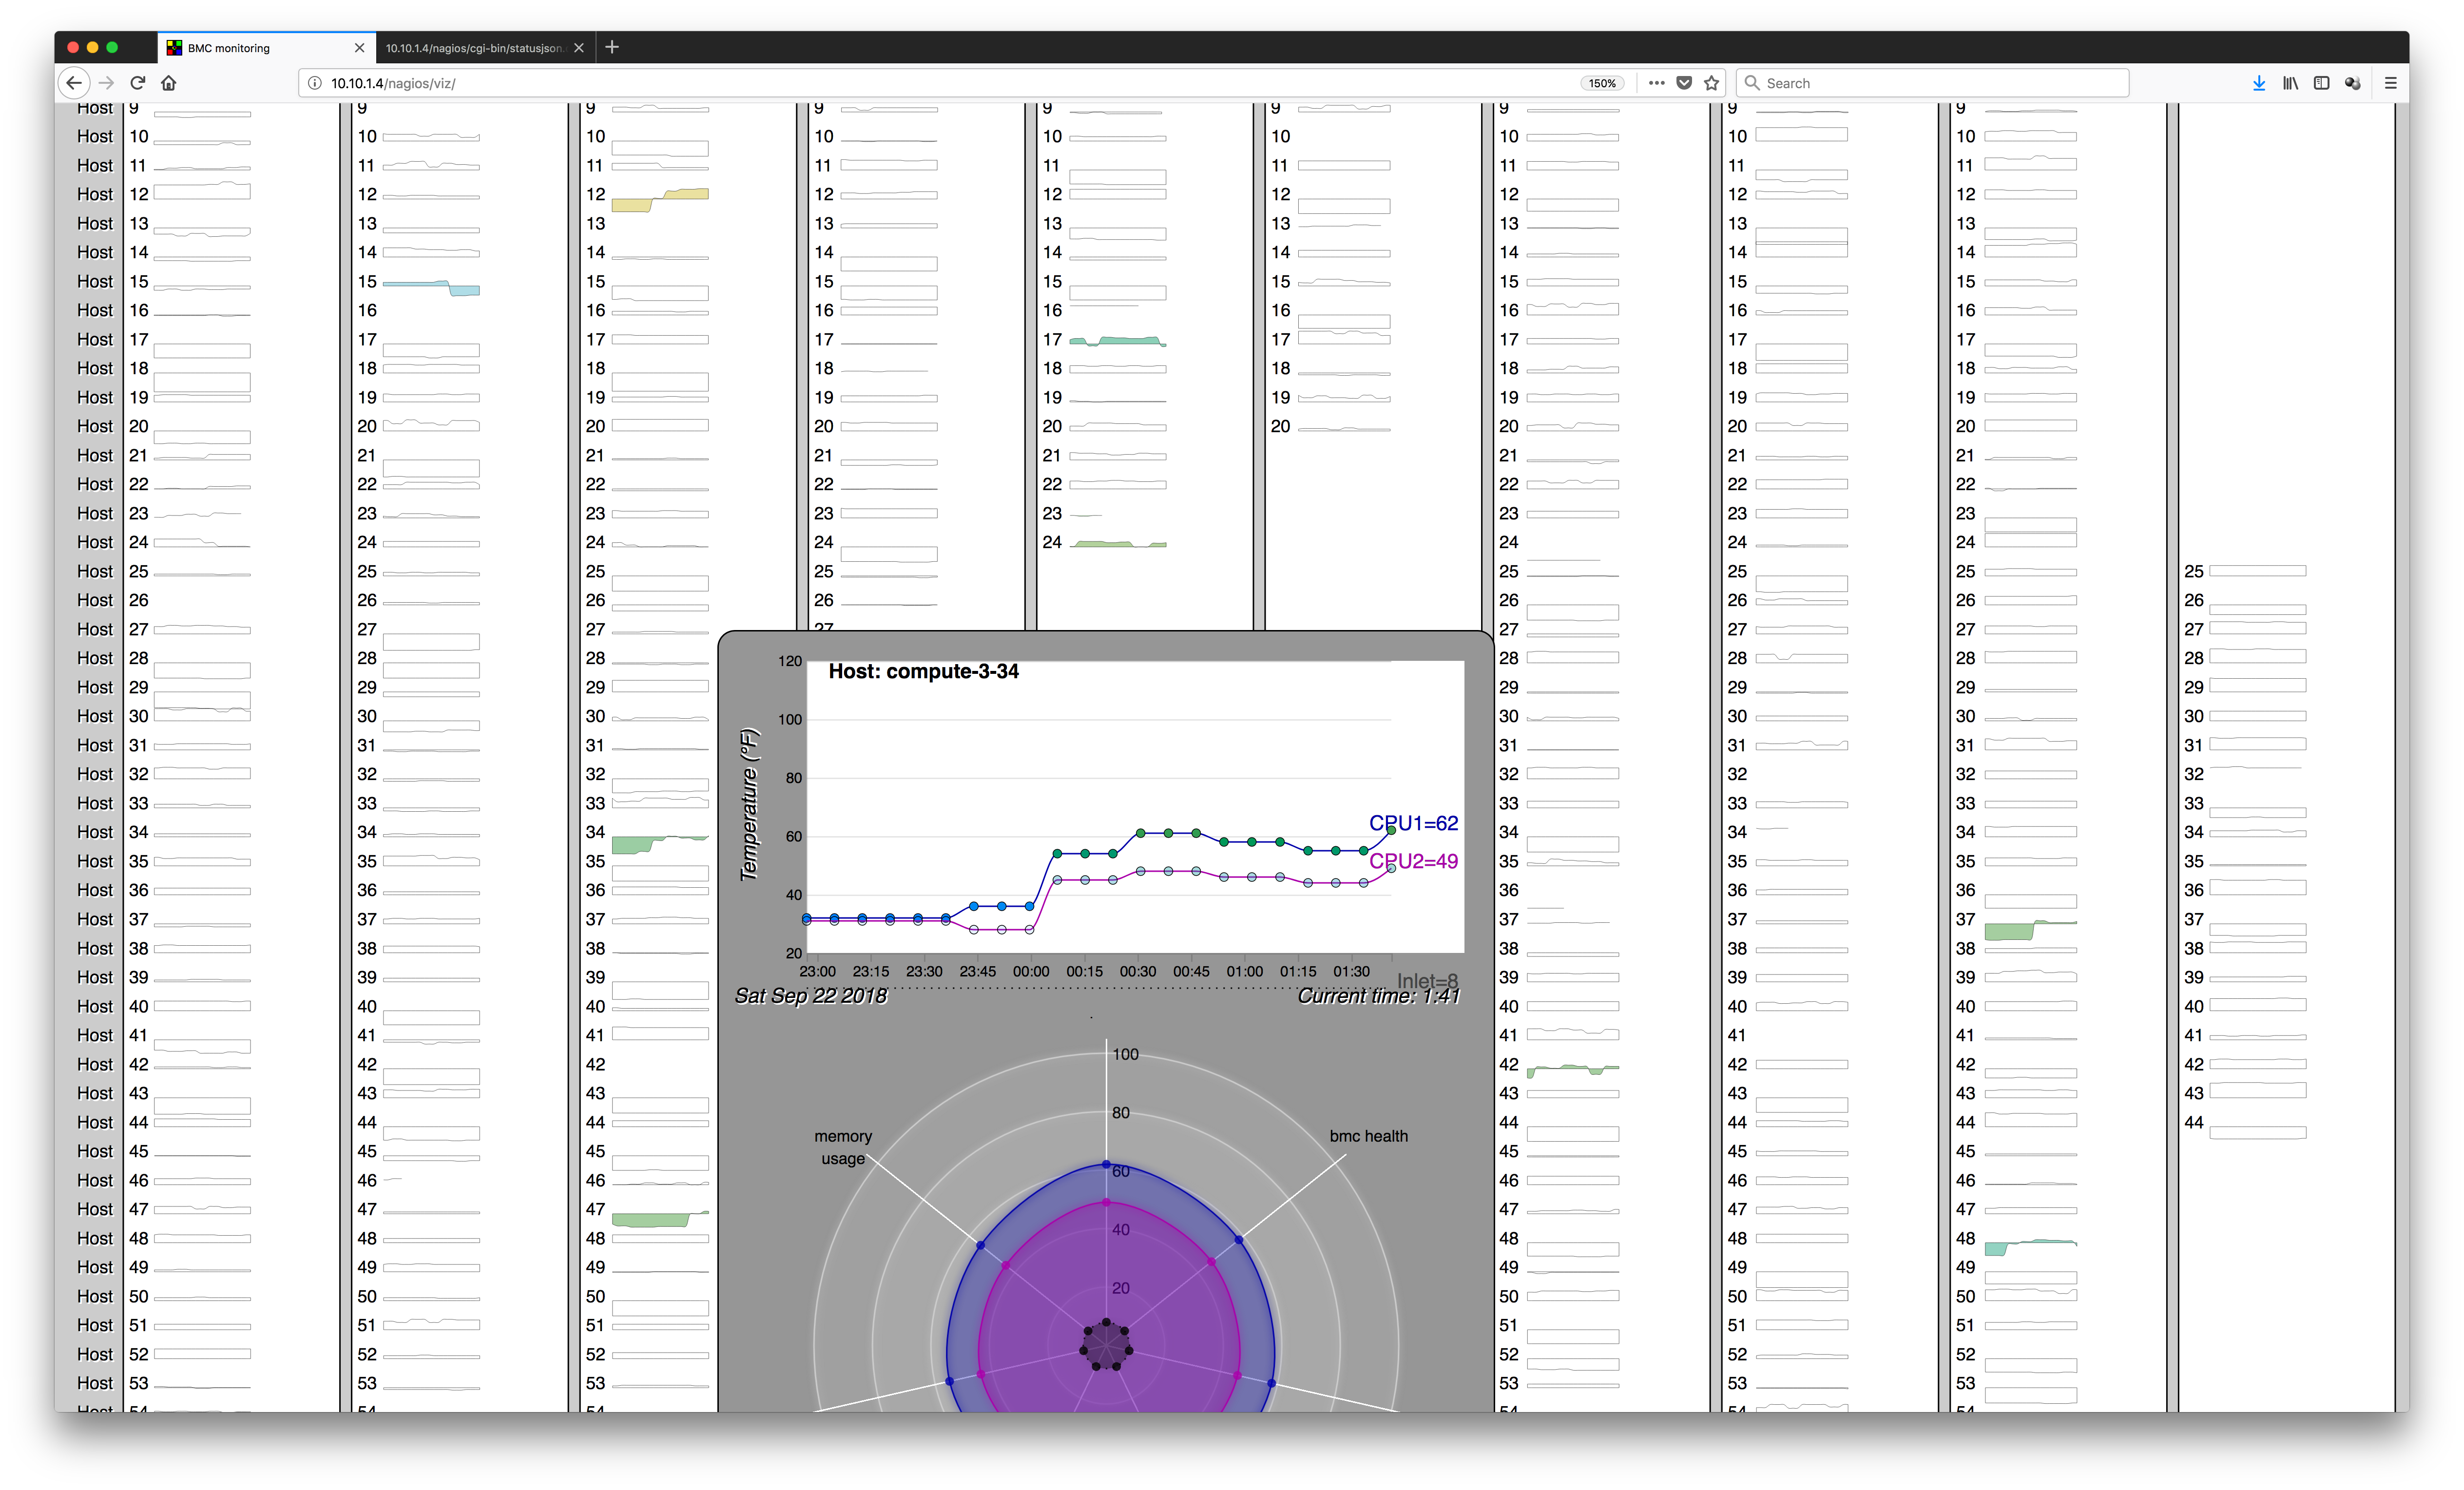 BMC monitoring
10.10.1.4/nagios/cgi-bin/statusjson.
10.10.1.4/nagios/viz/
150%
Search
Host 9 9 9 9 9 9 9 9 9
Host 10 10 10 10 10 10 10 10 10
Host 11 11 11 11 11 11 11 11 11
Host 12 12 12 12 12 12 12 12 12
Host 13 13 13 13 13 13 13 13 13
Host 14 14 14 14 14 14 14 14 14
Host 15 15 15 15 15 15 15 15 15
Host 16 16 16 16 16 16 16 16 16
Host 17 17 17 17 17 17 17 17 17
Host 18 18 18 18 18 18 18 18 18
Host 19 19 19 19 19 19 19 19 19
Host 20 20 20 20 20 20 20 20 20
Host 21 21 21 21 21 21 21 21
Host 22 22 22 22 22 22 22 22
Host 23 23 23 23 23 23 23 23
Host 24 24 24 24 24 24 24 24
Host 25 25 25 25 25 25 25 25
Host 26 26 26 26 26 26 26 26
Host 27 27 27 27 27 27 27 27
Host 28 28 28 28 28 28 28
Host 29 29 29 29 29 29 29
Host 30 30 30 30 30 30 30
Host 31 31 31 31 31 31 31
Host 32 32 32 32 32 32 32
Host 33 33 33 33 33 33 33
Host 34 34 34 34 34 34 34
Host 35 35 35 35 35 35 35
Host 36 36 36 36 36 36 36
Host 37 37 37 37 37 37 37
Host 38 38 38 38 38 38 38
Host 39 39 39 39 39 39 39
Host 40 40 40 40 40 40 40
Host 41 41 41 41 41 41 41
Host 42 42 42 42 42 42 42
Host 43 43 43 43 43 43 43
Host 44 44 44 44 44 44 44
Host 45 45 45 45 45 45
Host 46 46 46 46 46 46
Host 47 47 47 47 47 47
Host 48 48 48 48 48 48
Host 49 49 49 49 49 49
Host 50 50 50 50 50 50
Host 51 51 51 51 51 51
Host 52 52 52 52 52 52
Host 53 53 53 53 53 53
Host 54 54 54 54 54 54
Host: compute-3-34
Temperature (°F)
120
100
80
60
40
20
CPU1=62
CPU2=49
23:00 23:15 23:30 23:45 00:00 00:15 00:30 00:45 01:00 01:15 01:30
Inlet=8
Sat Sep 22 2018
Current time: 1:41
100
80
60
40
20
memory
usage
bmc health